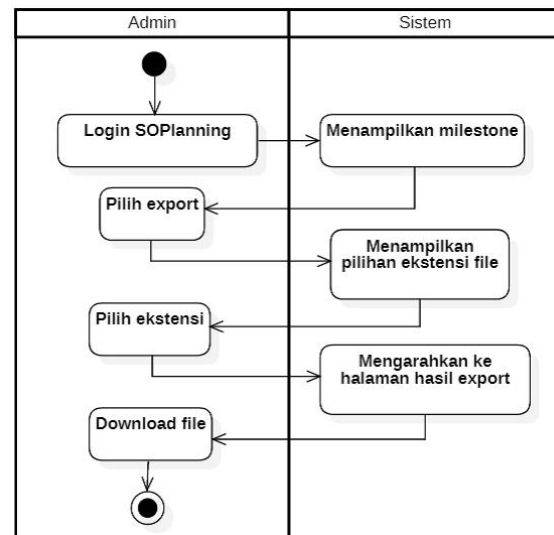 Admin
Sistem
Login SOPlanning
Menampilkan milestone
Pilih export
Menampilkan
pilihan ekstensi file
Pilih ekstensi
Mengarahkan ke
halaman hasil export
Download file